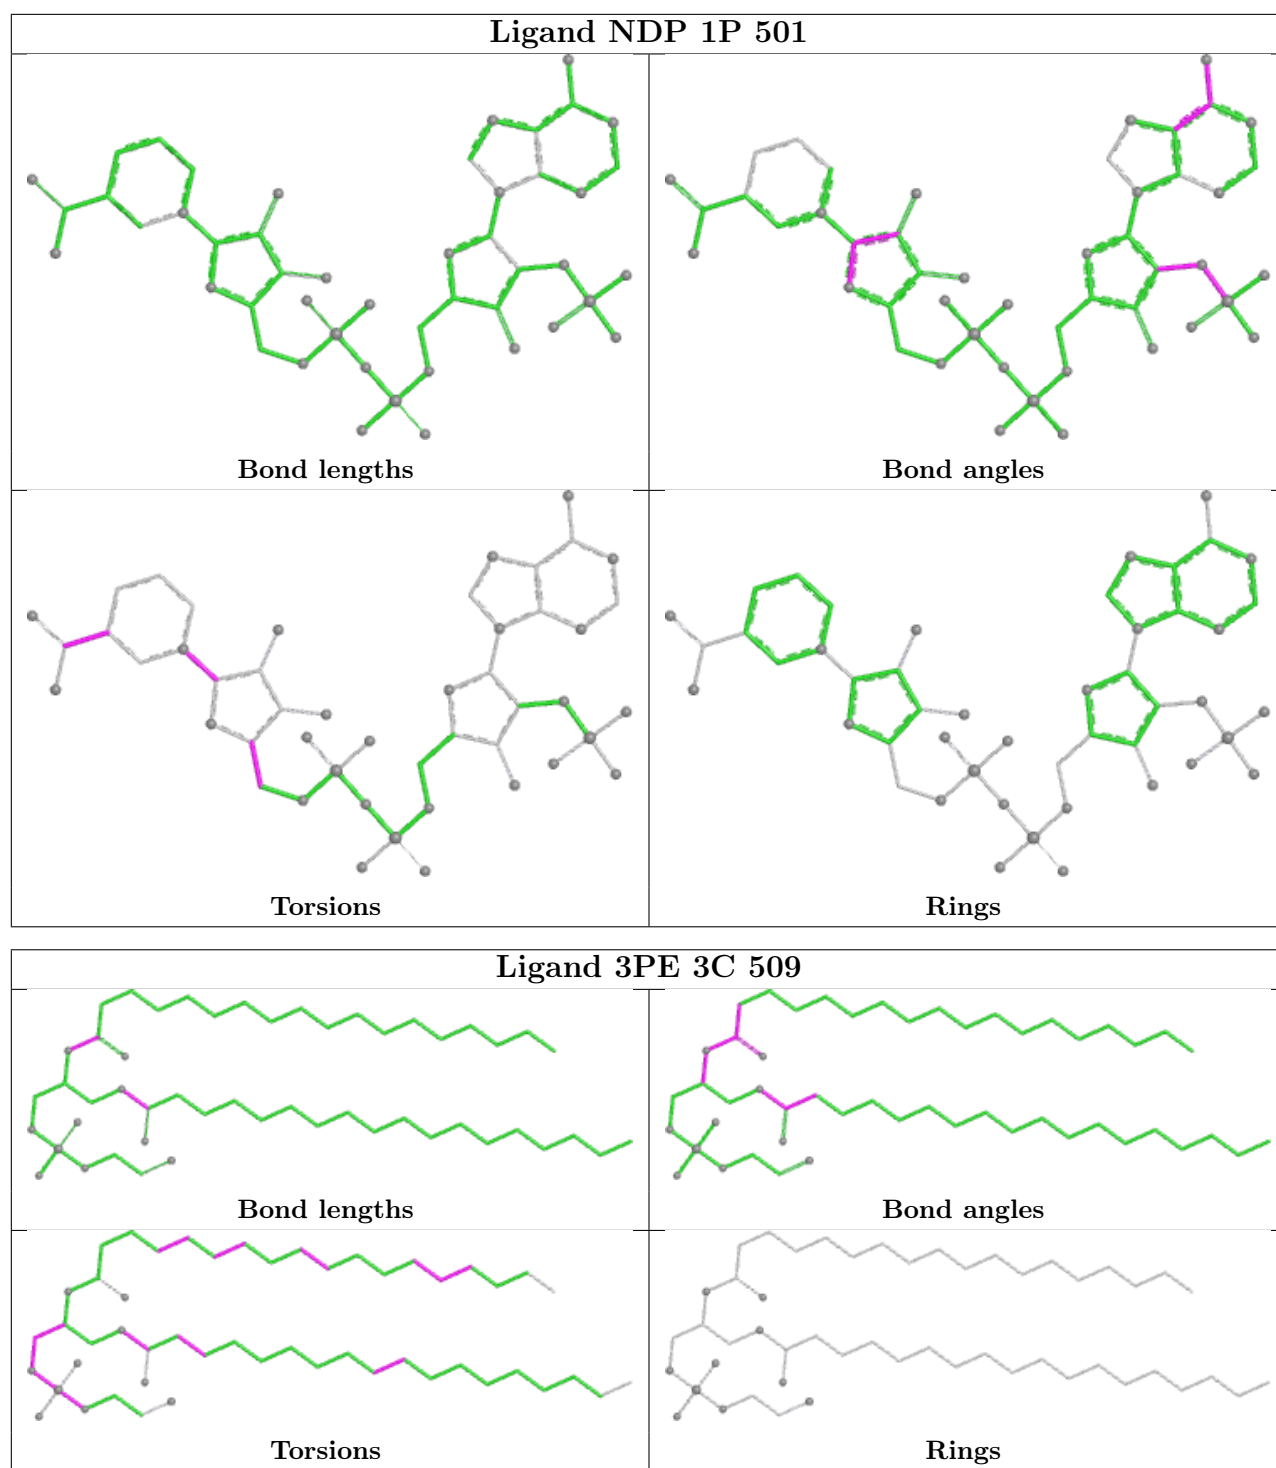 Ligand NDP 1P 501
Bond lengths
Bond angles
Torsions
Rings
Ligand 3PE 3C 509
Bond lengths
Bond angles
Torsions
Rings